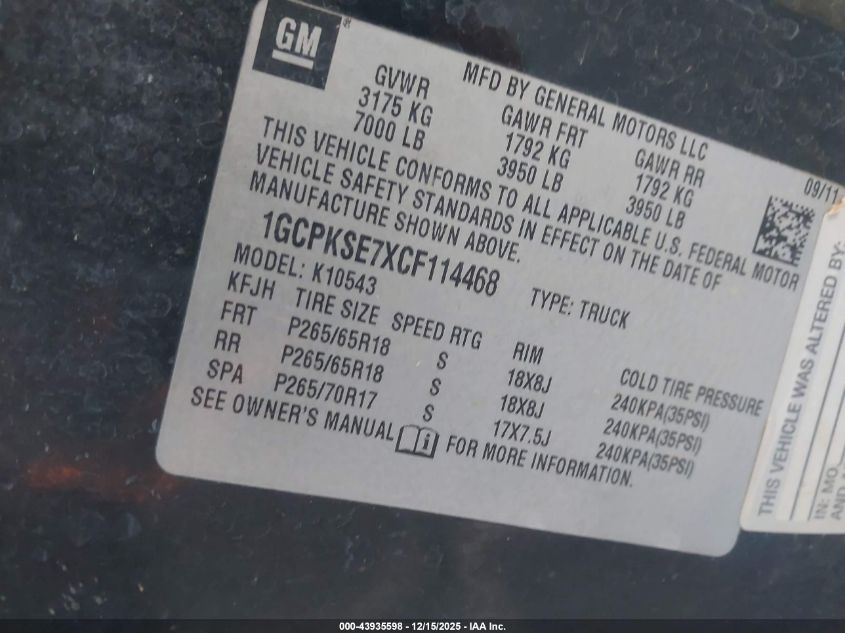 GM
MFD BY GENERAL MOTORS LLC
09/11
GVWR GAWR FRT GAWR RR
3175 KG 1792 KG 1792 KG
7000 LB 3950 LB 3950 LB
THIS VEHICLE CONFORMS TO ALL APPLICABLE U.S. FEDERAL MOTOR
VEHICLE SAFETY STANDARDS IN EFFECT ON THE DATE OF
MANUFACTURE SHOWN ABOVE.
1GCPKSE7XCF114468 TYPE: TRUCK
MODEL: K10543
KFJH TIRE SIZE SPEED RTG RIM COLD TIRE PRESSURE
FRT P265/65R18 S 18X8J 240KPA(35PSI)
RR P265/65R18 S 18X8J 240KPA(35PSI)
SPA P265/70R17 S 17X7.5J 240KPA(35PSI)
SEE OWNER'S MANUAL FOR MORE INFORMATION.
THIS VEHICLE WAS ALTERED BY:
IN: MO
000-43935598 - 12/15/2025 - IAA Inc.